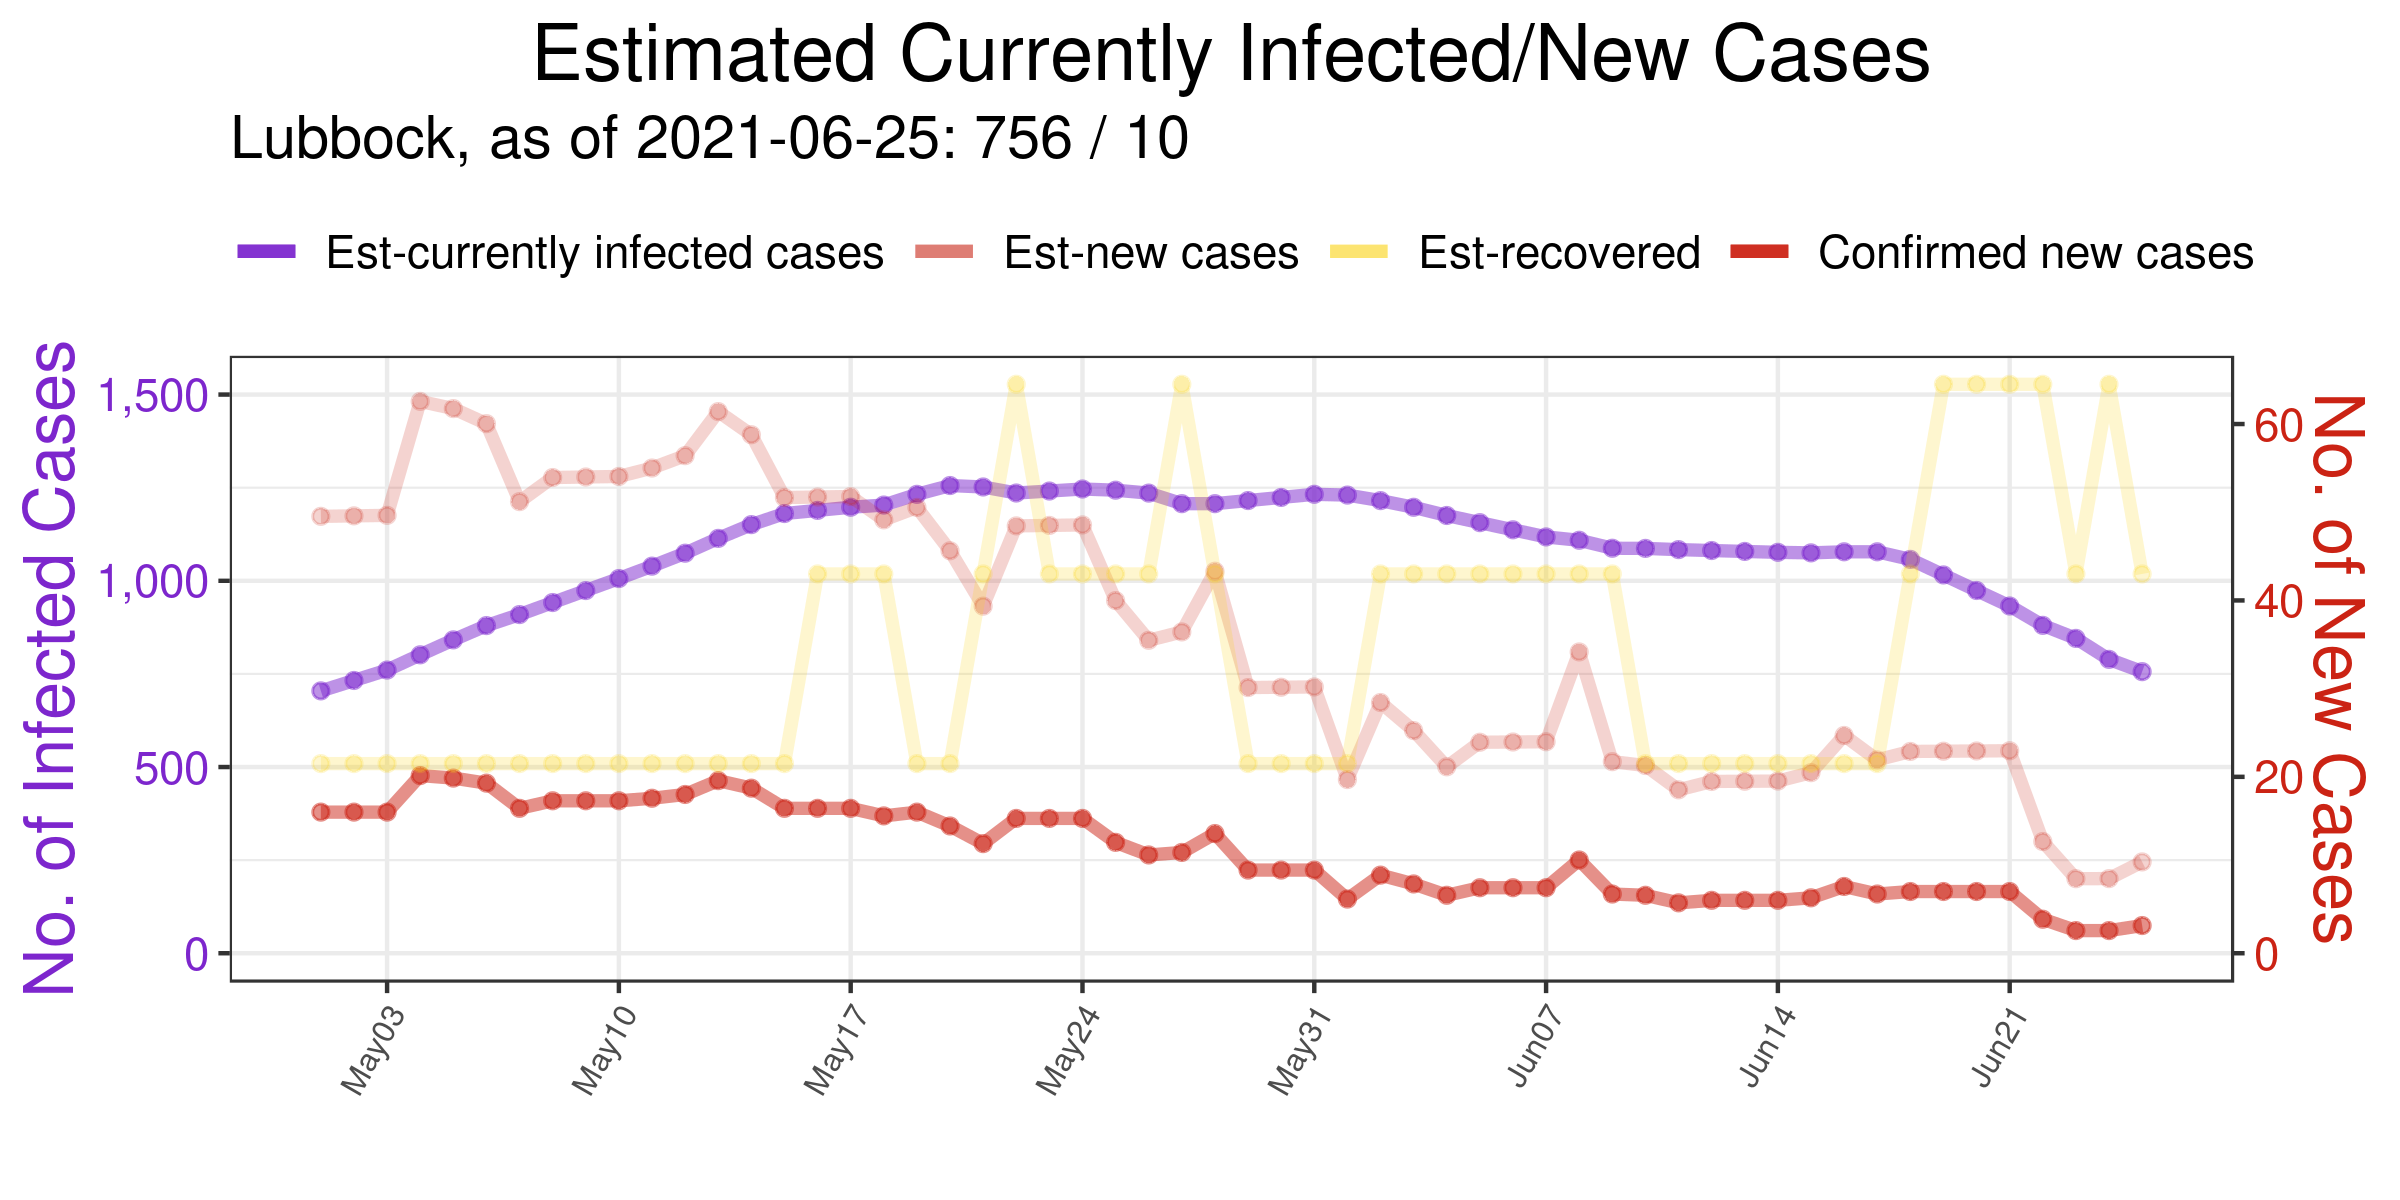 Estimated Currently Infected/New Cases
Lubbock, as of 2021-06-25: 756 / 10
Est-currently infected cases Est-new cases Est-recovered Confirmed new cases
No. of Infected Cases
1,500
1,000
500
0
60
40
20
0
No. of New Cases
May03 May10 May17 May24 May31 Jun07 Jun14 Jun21